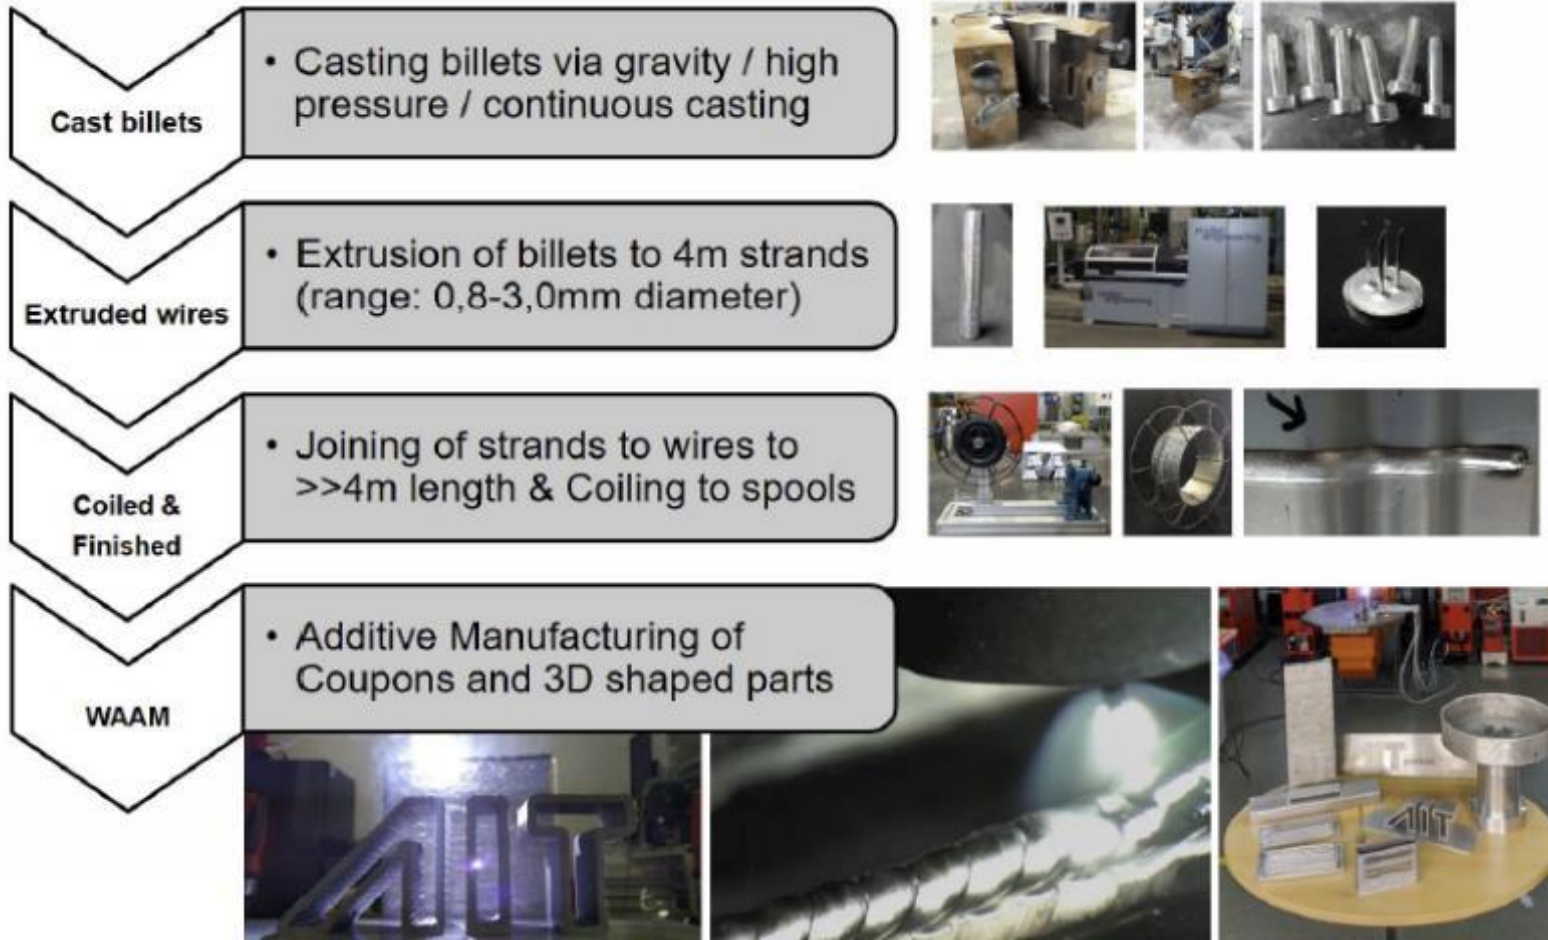 Cast billets
• Casting billets via gravity / high
pressure / continuous casting
Extruded wires
• Extrusion of billets to 4m strands
(range: 0,8-3,0mm diameter)
Coiled &
Finished
• Joining of strands to wires to
>>4m length & Coiling to spools
WAAM
• Additive Manufacturing of
Coupons and 3D shaped parts
AIT
AIT